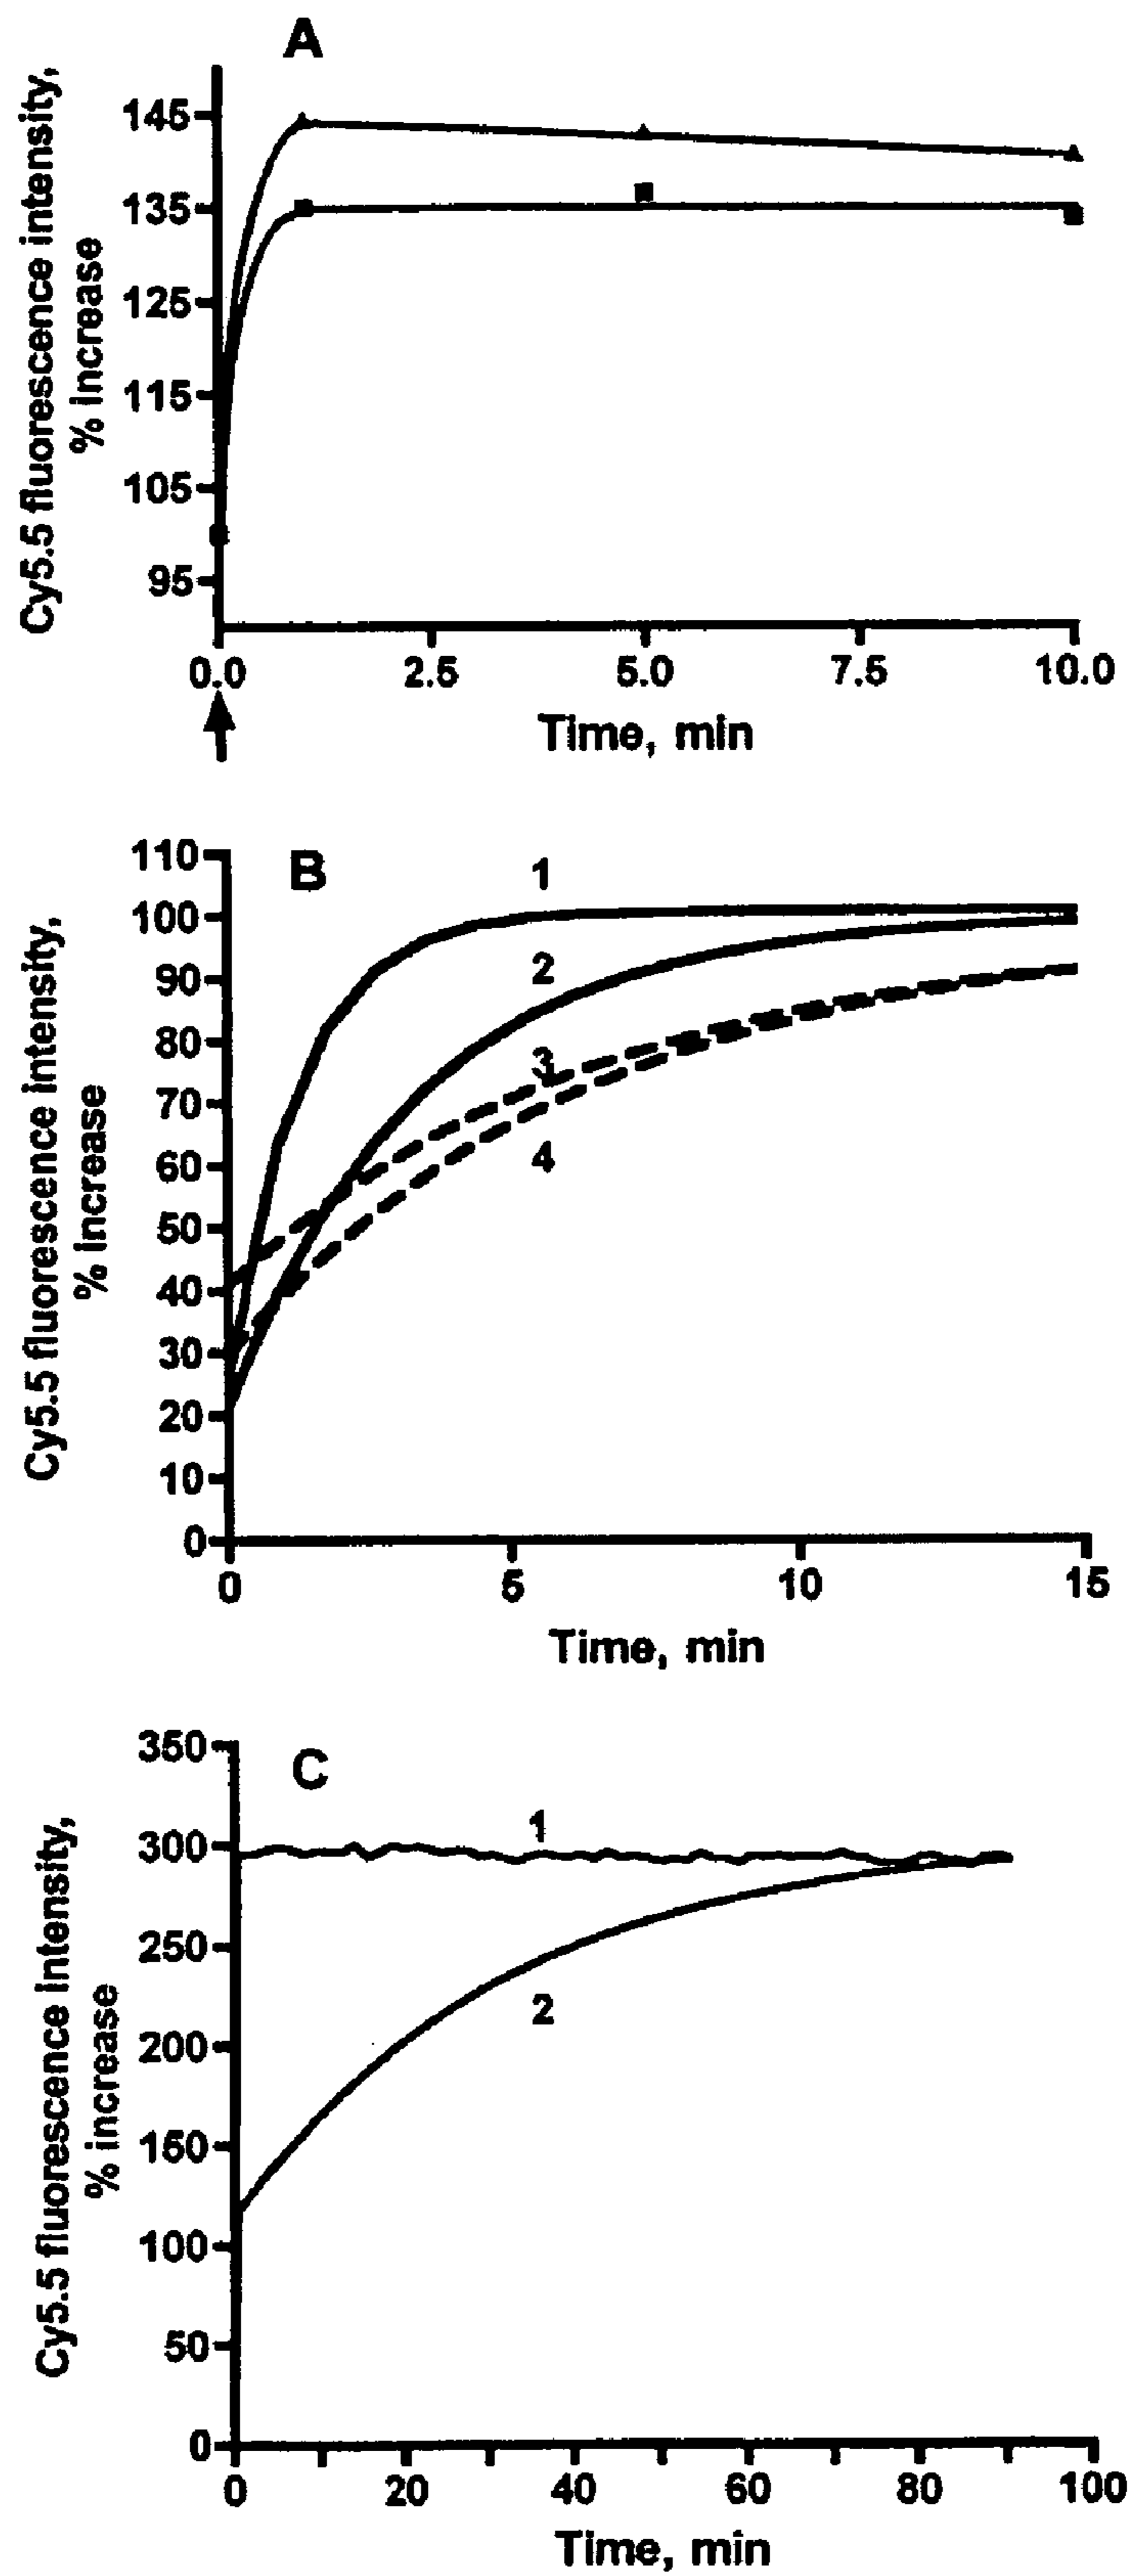 A
Cy5.5 fluorescence intensity,
% increase
145
135
125
115
105
95
0.0 2.5 5.0 7.5 10.0
Time, min
B
Cy5.5 fluorescence intensity,
% increase
110
100
90
80
70
60
50
40
30
20
10
0
1
2
3
4
0 5 10 15
Time, min
C
Cy5.5 fluorescence intensity,
% increase
350
300
250
200
150
100
50
0
1
2
0 20 40 60 80 100
Time, min